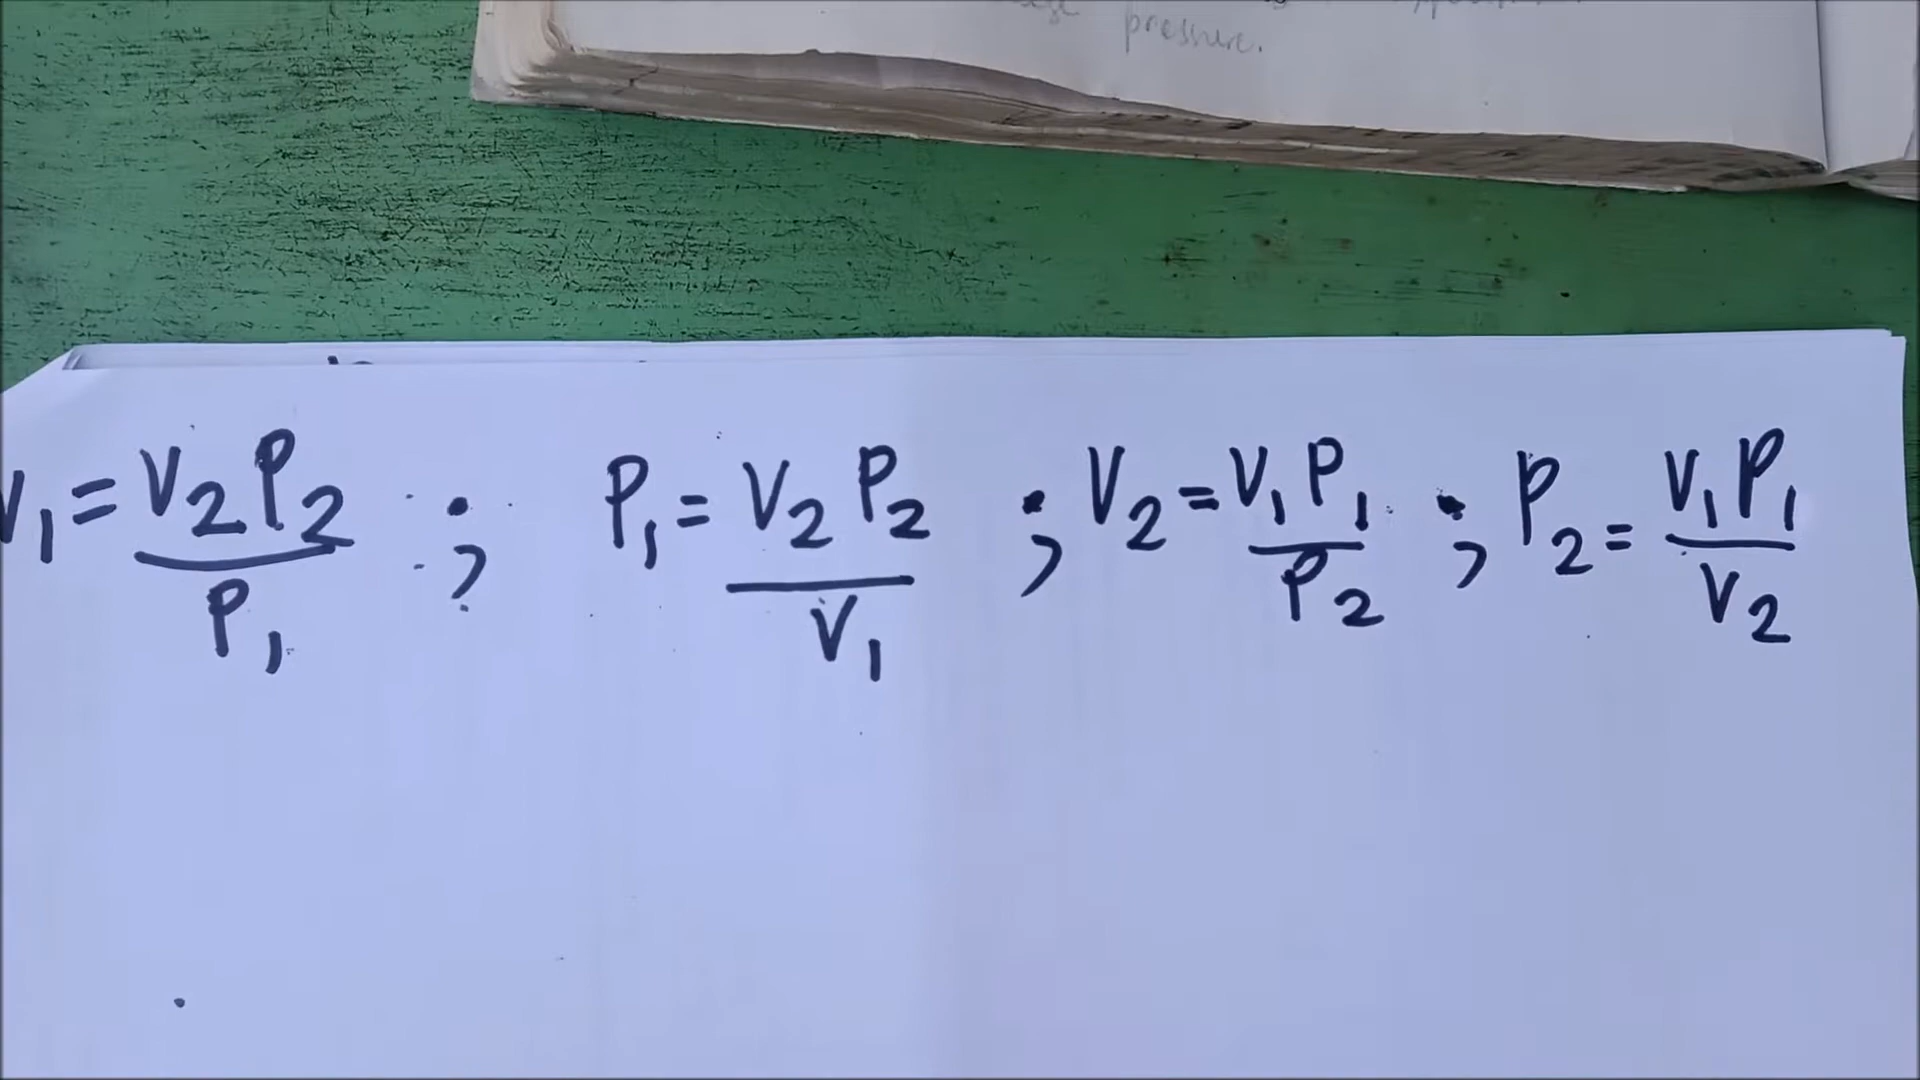 pressure.
V₁ = V₂P₂ / P₁ ; P₁ = V₂P₂ / V₁ ; V₂ = V₁P₁ / P₂ ; P₂ = V₁P₁ / V₂